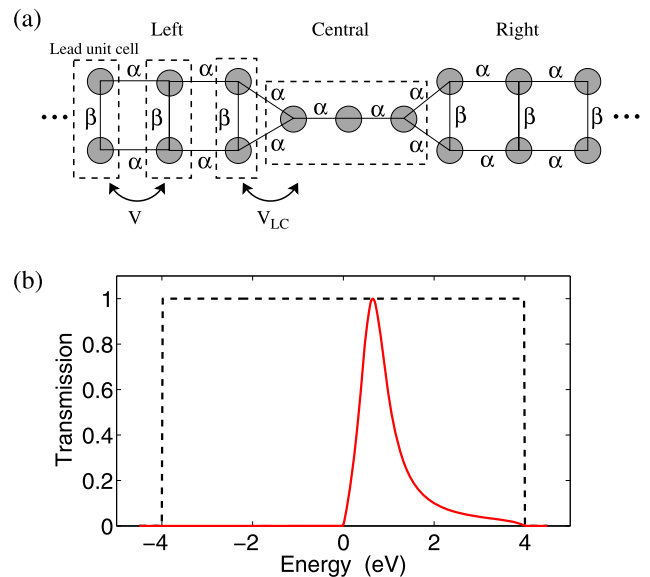 (a)
Left Central Right
Lead unit cell
α α α α
α α α α
β β β β β β
α α α α α α
V
V_LC
(b)
Transmission
1
0.8
0.6
0.4
0.2
0
−4 −2 0 2 4
Energy (eV)